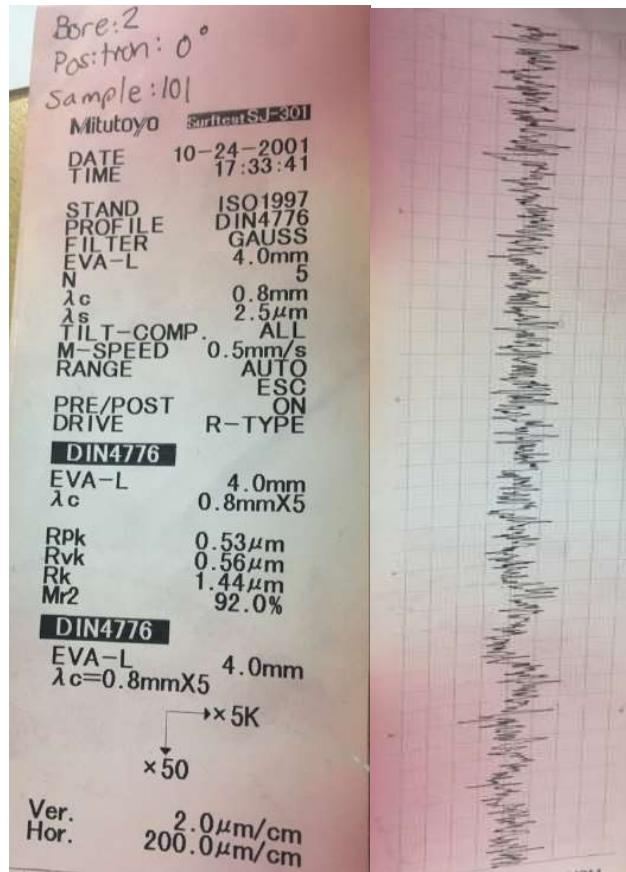 Bore: 2
Position: 0°
Sample: 101
Mitutoyo Surftest SJ-301
DATE 10-24-2001
TIME 17:33:41
STAND ISO1997
PROFILE DIN4776
FILTER GAUSS
EVA-L 4.0mm
N 5
λc 0.8mm
λs 2.5μm
TILT-COMP. ALL
M-SPEED 0.5mm/s
RANGE AUTO
ESC
PRE/POST ON
DRIVE R-TYPE
DIN4776
EVA-L 4.0mm
λc 0.8mmX5
Rpk 0.53μm
Rvk 0.56μm
Rk 1.44μm
Mr2 92.0%
DIN4776
EVA-L 4.0mm
λc=0.8mmX5
×5K
×50
Ver. 2.0μm/cm
Hor. 200.0μm/cm